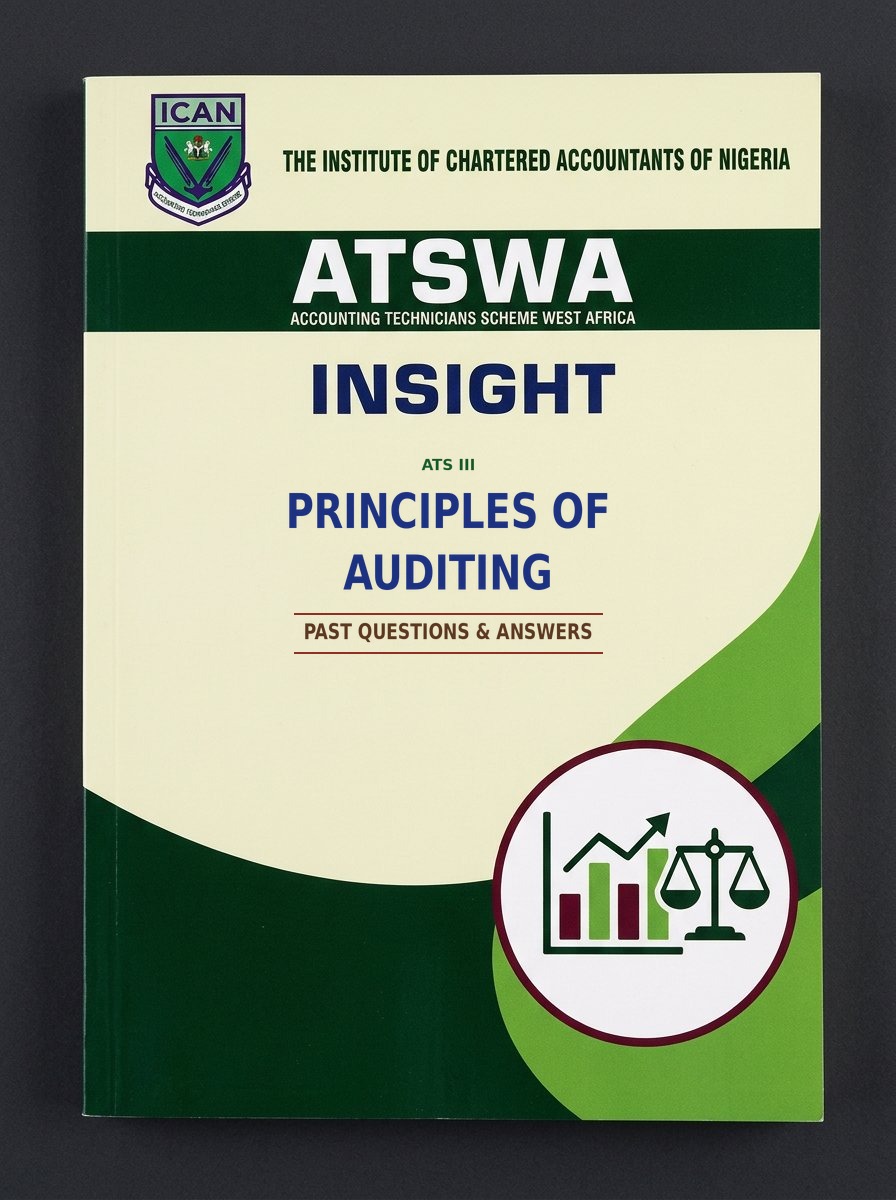 ICAN
THE INSTITUTE OF CHARTERED ACCOUNTANTS OF NIGERIA
ATSWA
ACCOUNTING TECHNICIANS SCHEME WEST AFRICA
INSIGHT
ATS III
PRINCIPLES OF
AUDITING
PAST QUESTIONS & ANSWERS